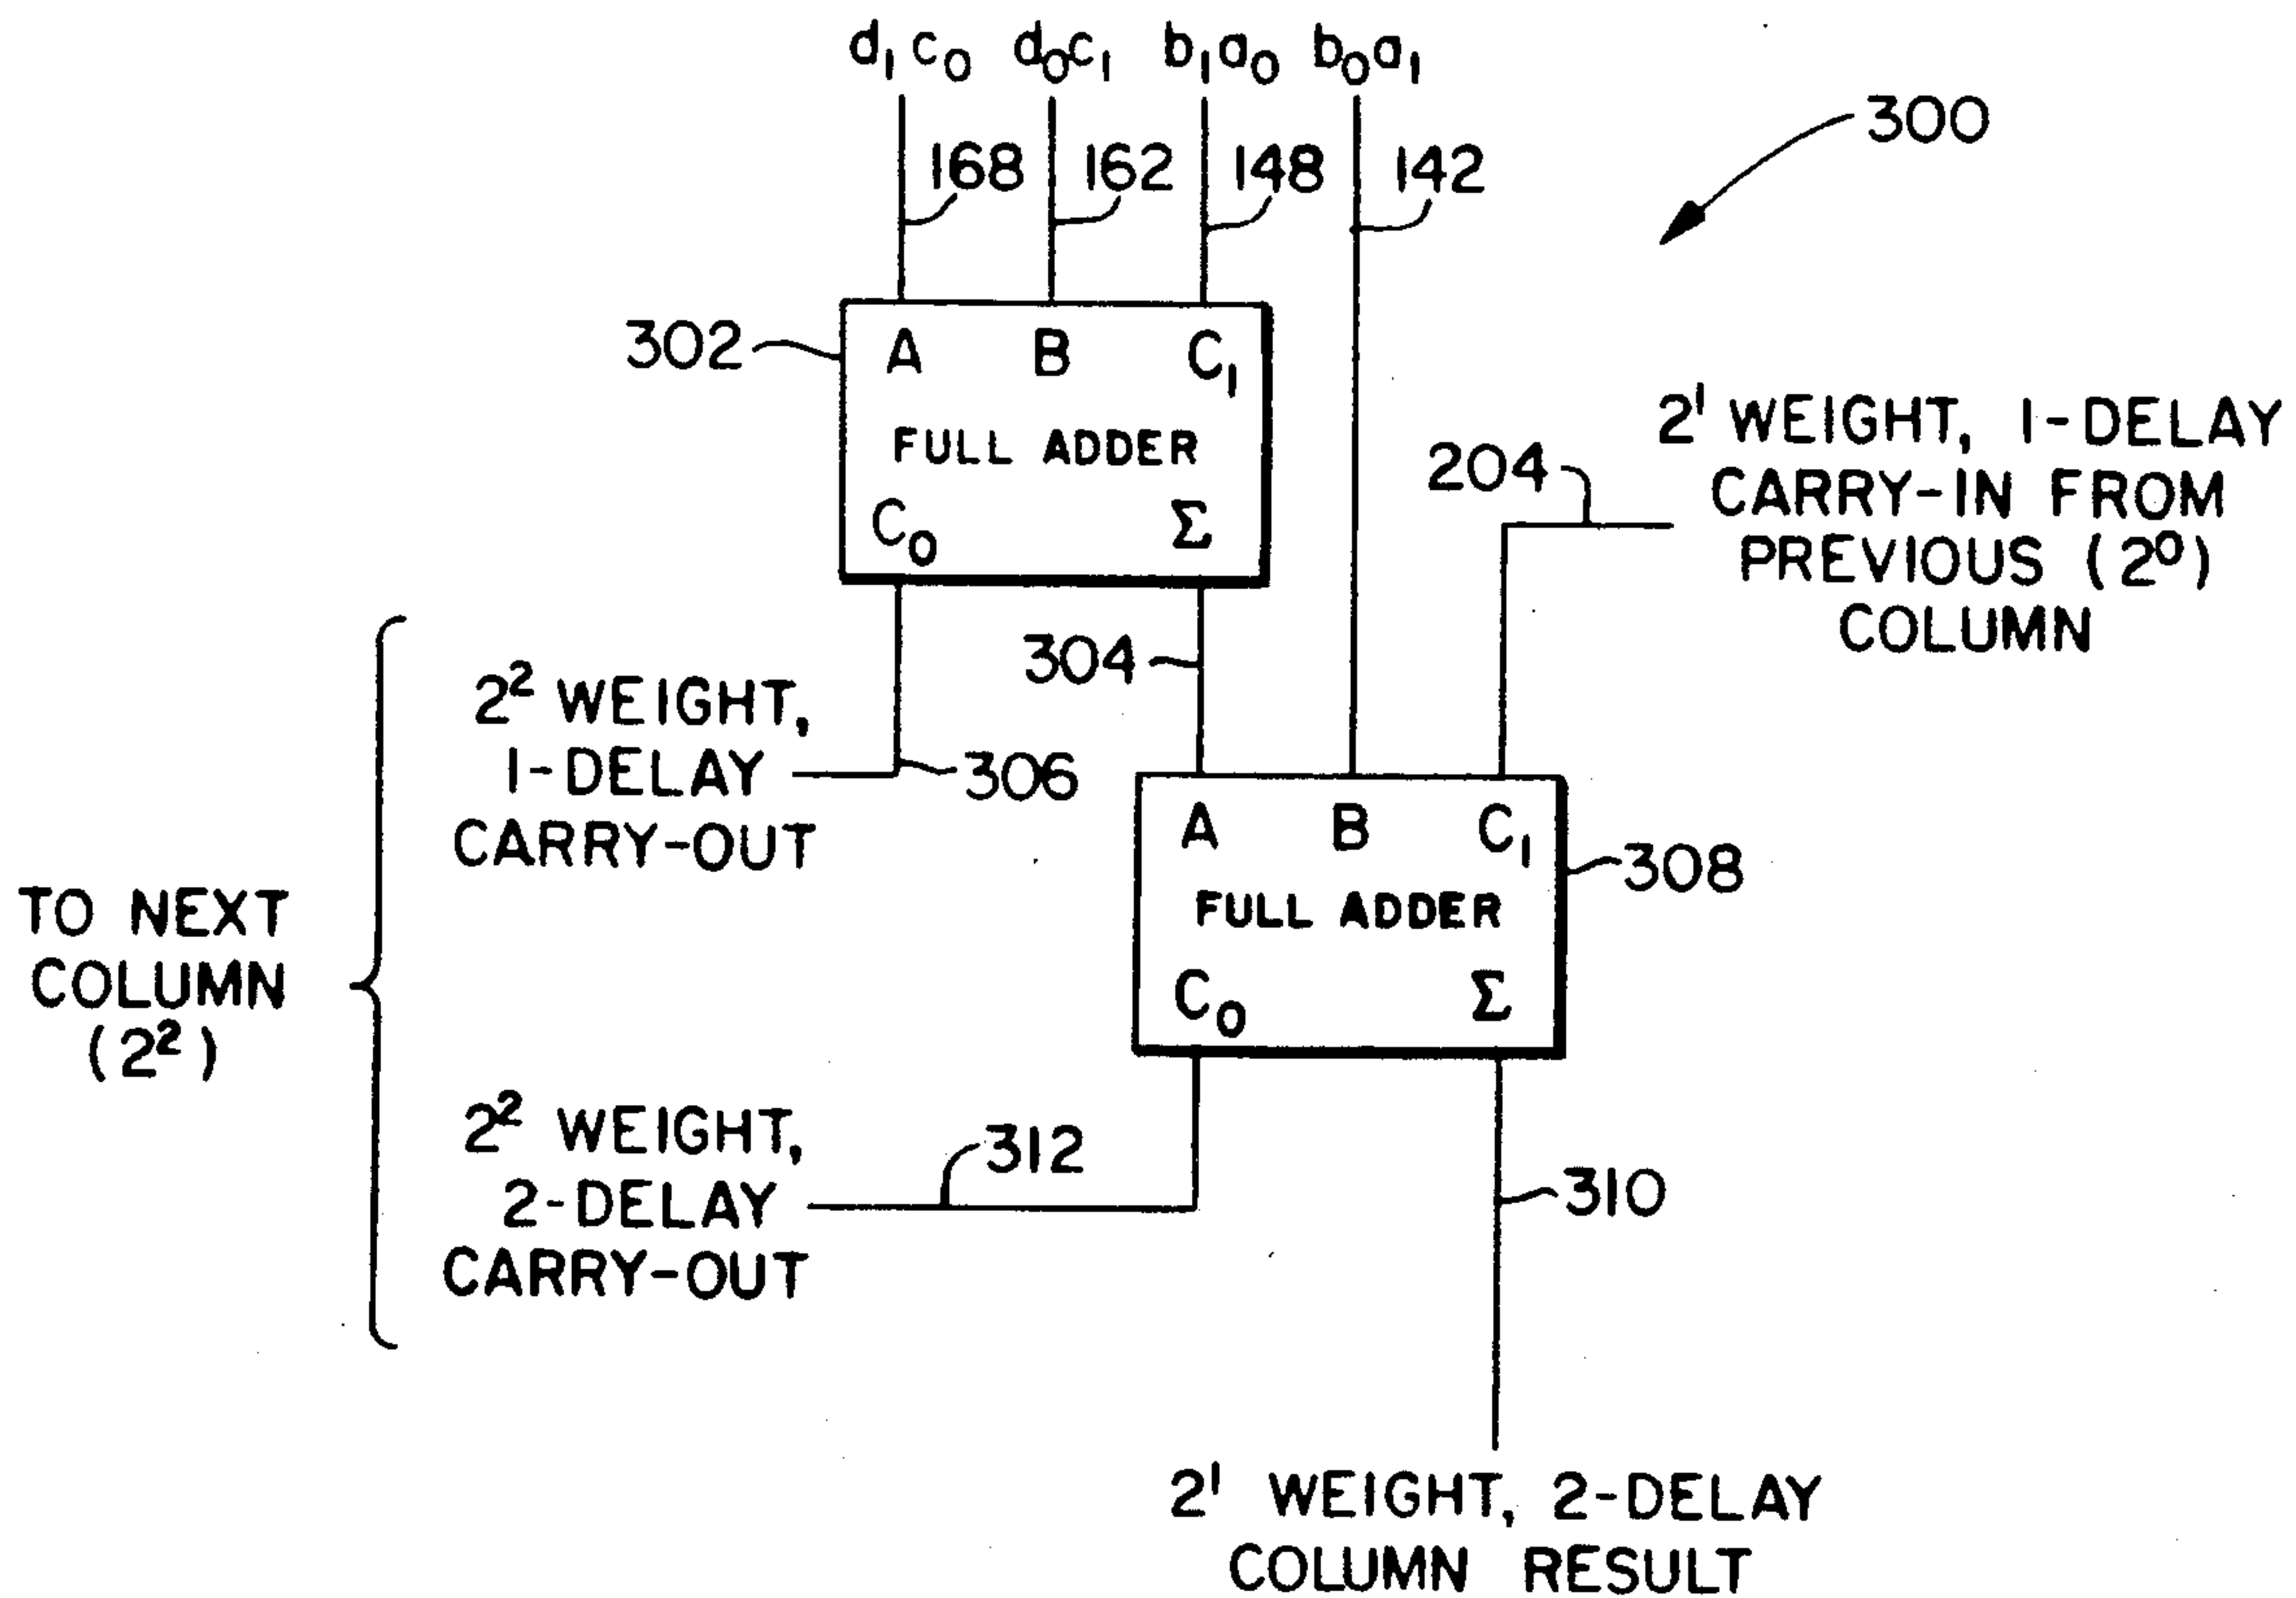 d₁c₀ d₀c₁ b₁a₀ b₀a₁
300
168 162 148 142
302
A B C₁
FULL ADDER
C₀ Σ
204
2¹ WEIGHT, 1-DELAY
CARRY-IN FROM
PREVIOUS (2⁰)
COLUMN
304
2² WEIGHT,
1-DELAY
CARRY-OUT
306
A B C₁
FULL ADDER
C₀ Σ
308
TO NEXT
COLUMN
(2²)
2² WEIGHT,
2-DELAY
CARRY-OUT
312
310
2¹ WEIGHT, 2-DELAY
COLUMN RESULT